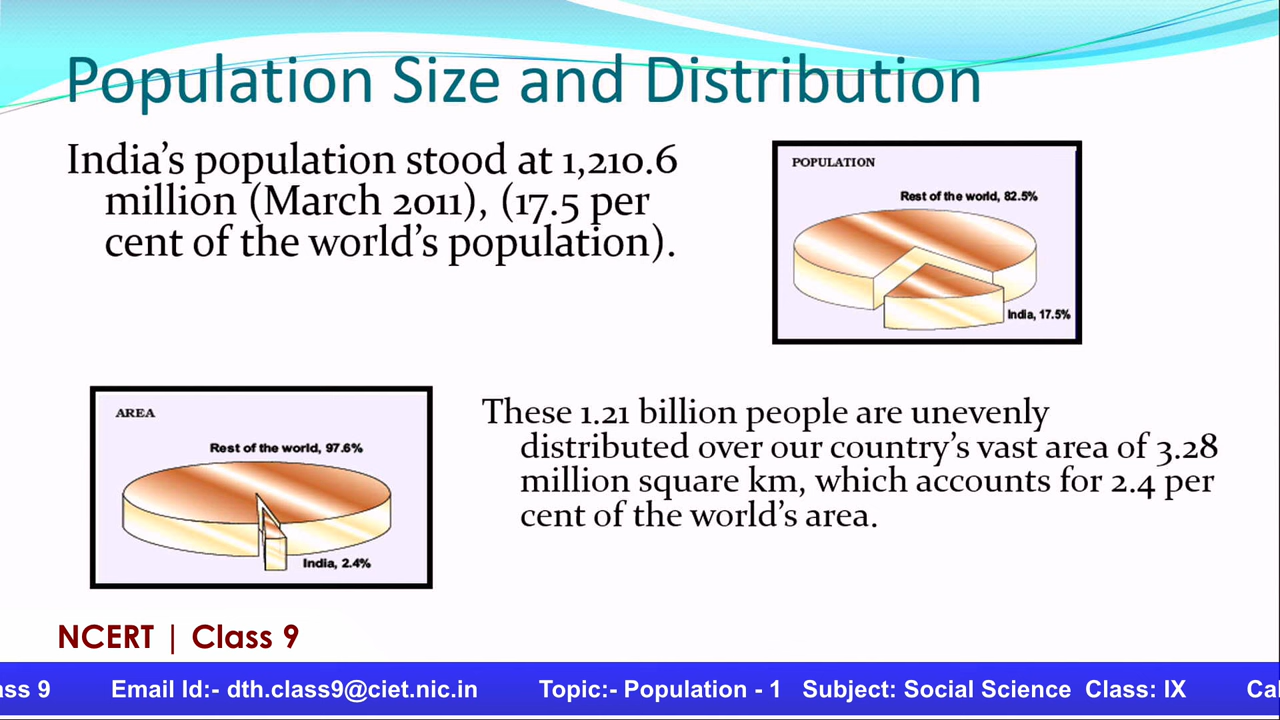 Population Size and Distribution
India's population stood at 1,210.6
million (March 2011), (17.5 per
cent of the world's population).
POPULATION
Rest of the world, 82.5%
India, 17.5%
AREA
Rest of the world, 97.6%
India, 2.4%
These 1.21 billion people are unevenly
distributed over our country's vast area of 3.28
million square km, which accounts for 2.4 per
cent of the world's area.
NCERT | Class 9
ass 9 Email Id:- dth.class9@ciet.nic.in Topic:- Population - 1 Subject: Social Science Class: IX